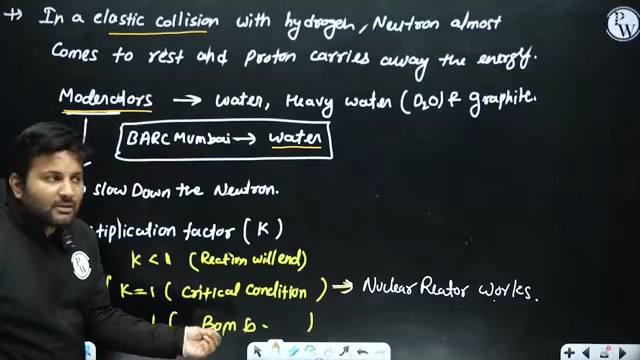 → In a elastic collision with hydrogen, Neutron almost
Comes to rest and proton carries away the energy.
Moderators → water, Heavy water (D₂O) & graphite.
BARC Mumbai → water
slow Down the Neutron.
tiplication factor (K)
K < 1 (Reaction will end)
K=1 (Critical Condition) → Nuclear Reator works.
PW